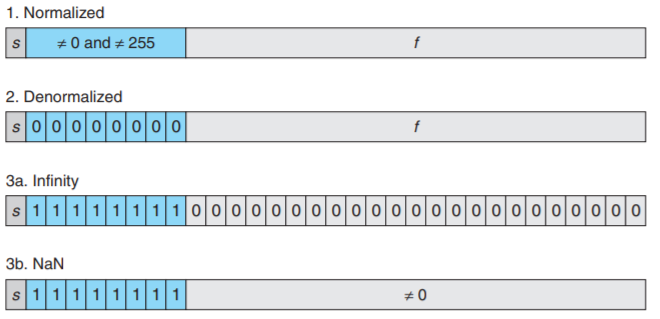 1. Normalized
s ≠ 0 and ≠ 255 f
2. Denormalized
s 0 0 0 0 0 0 0 0 f
3a. Infinity
s 1 1 1 1 1 1 1 1 0 0 0 0 0 0 0 0 0 0 0 0 0 0 0 0 0 0 0 0 0 0 0
3b. NaN
s 1 1 1 1 1 1 1 1 ≠ 0